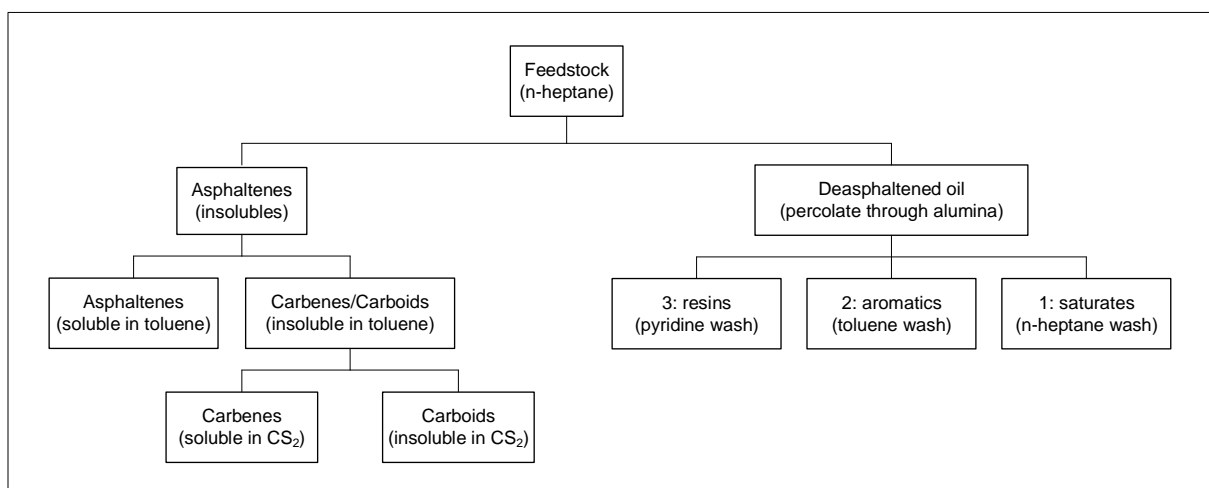 Feedstock
(n-heptane)
Asphaltenes
(insolubles)
Deasphaltened oil
(percolate through alumina)
Asphaltenes
(soluble in toluene)
Carbenes/Carboids
(insoluble in toluene)
3: resins
(pyridine wash)
2: aromatics
(toluene wash)
1: saturates
(n-heptane wash)
Carbenes
(soluble in CS₂)
Carboids
(insoluble in CS₂)